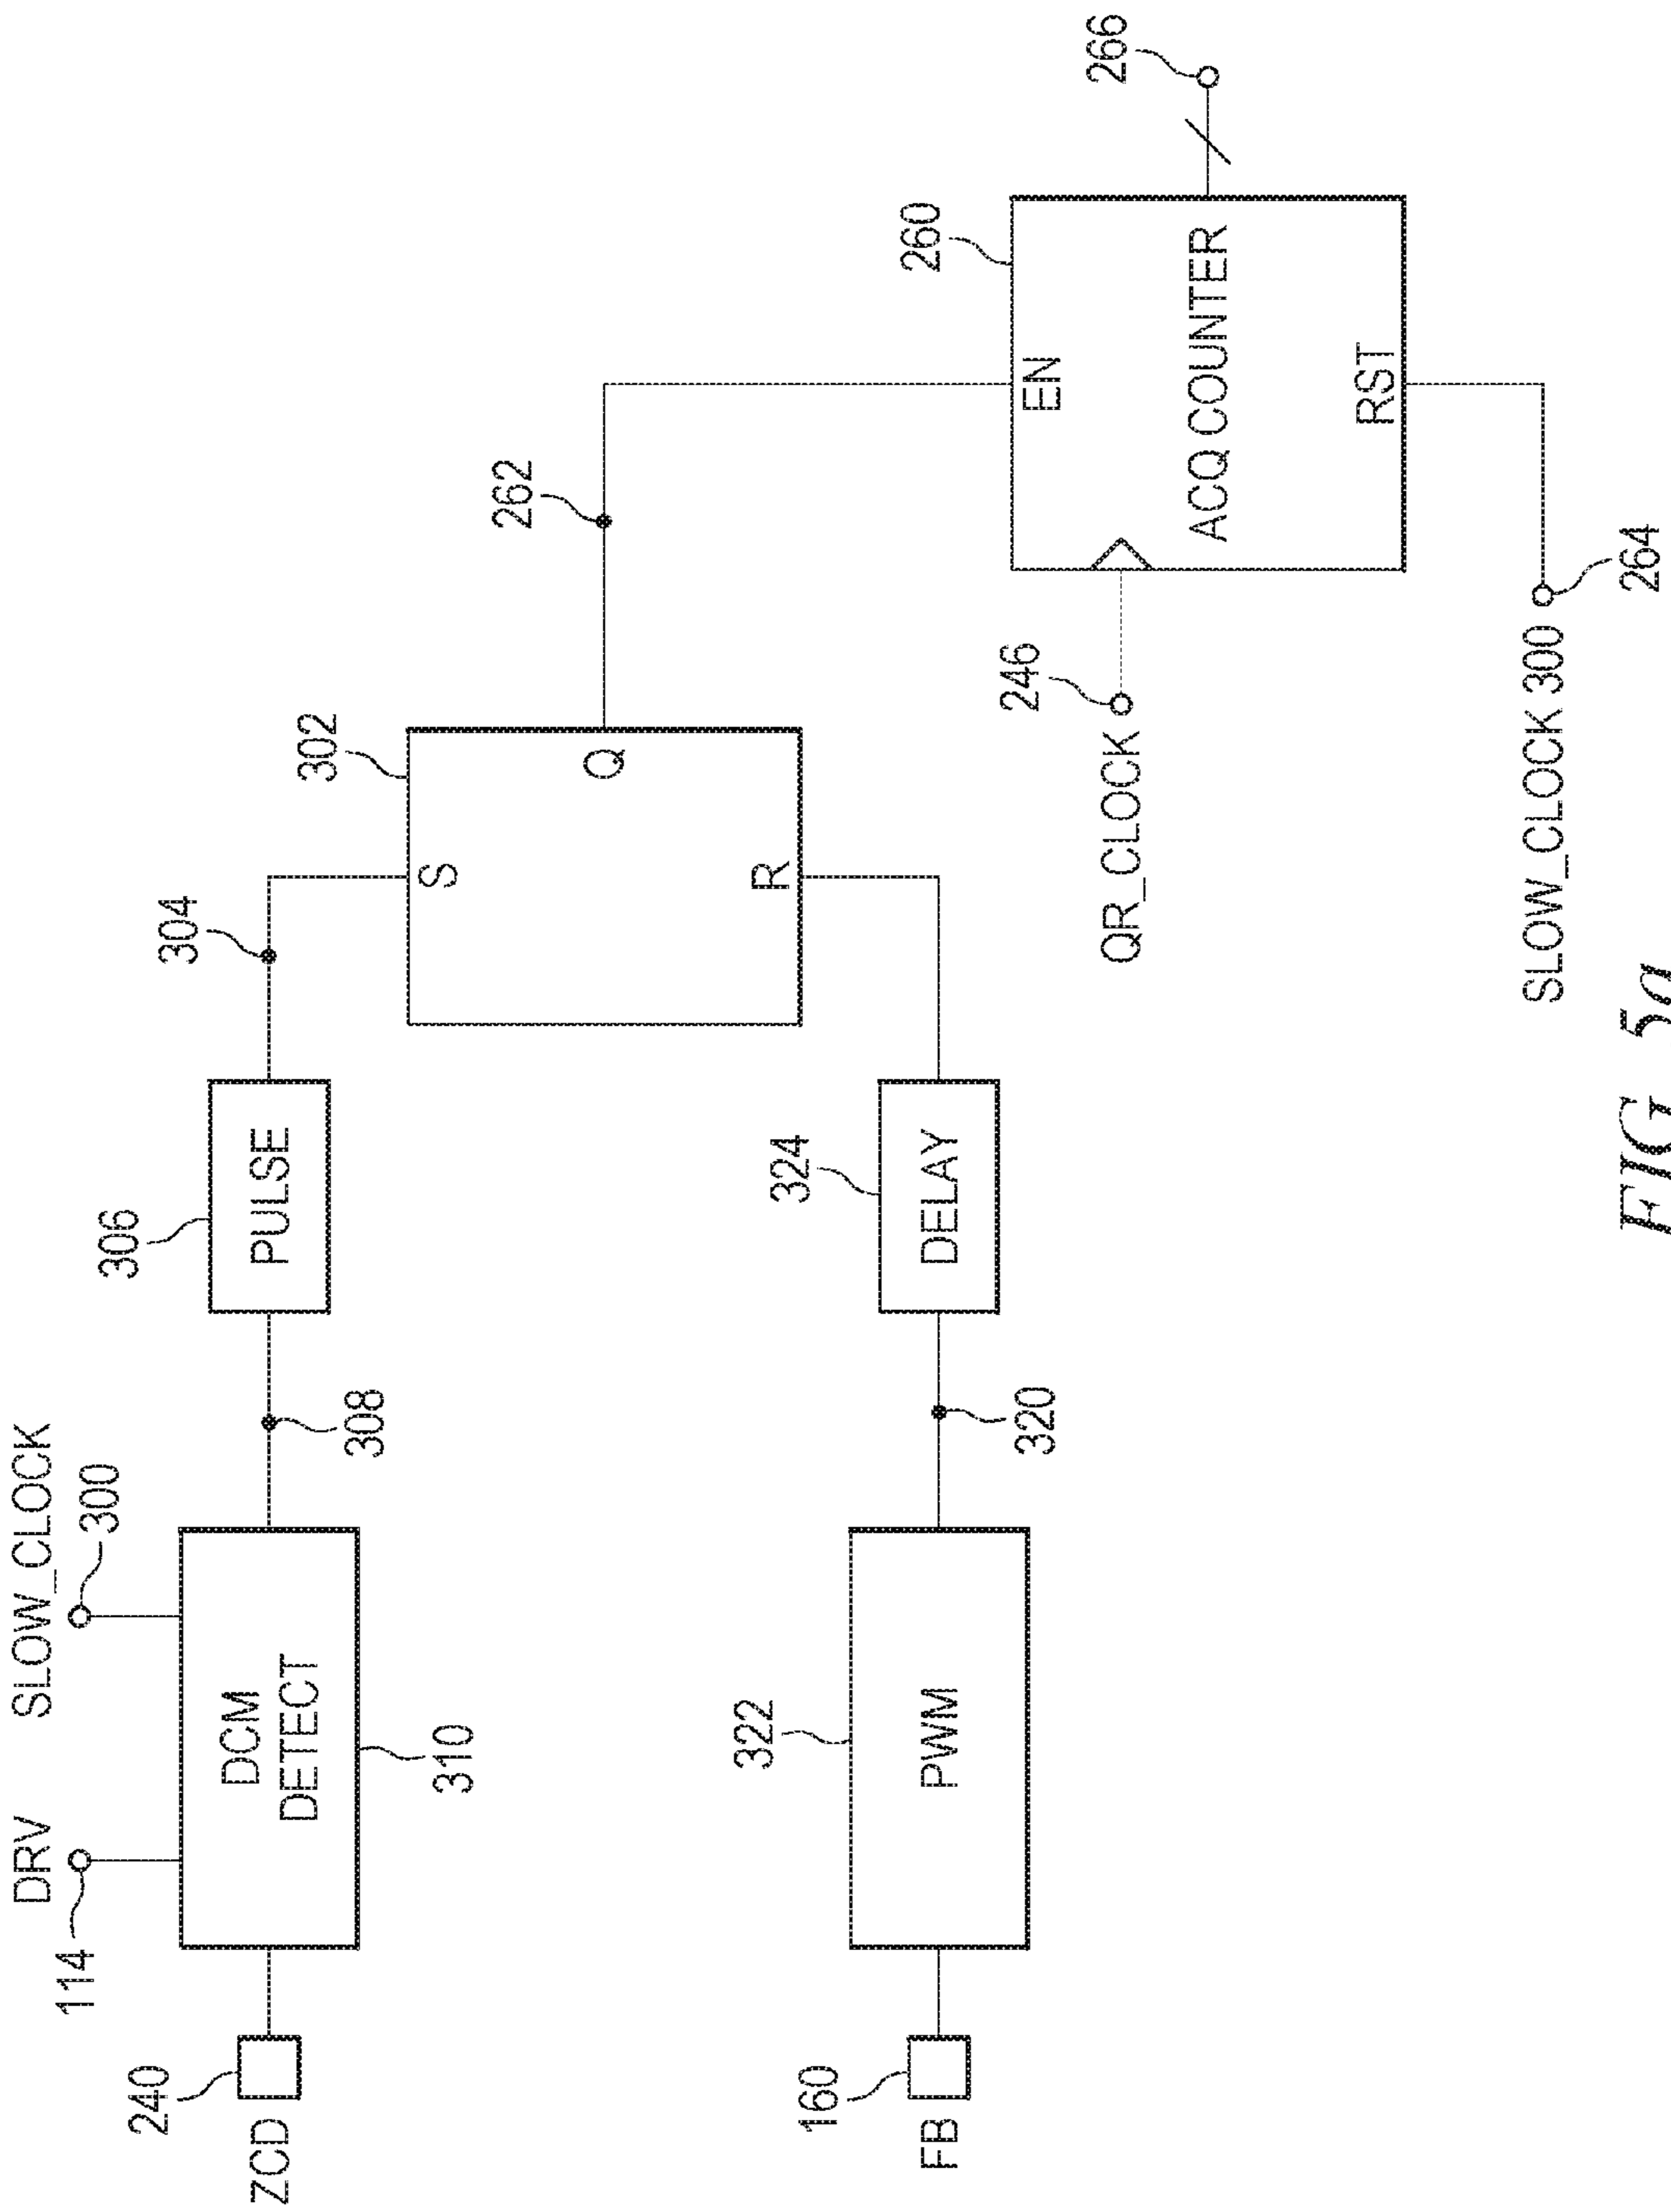 DRV
SLOW_CLOCK
114
300
240
ZCD
DCM
DETECT
310
308
306
PULSE
304
302
S
Q
R
262
160
FB
322
PWM
320
324
DELAY
260
EN
ACQ COUNTER
RST
266
246
QR_CLOCK
SLOW_CLOCK 300
264
FIG. 5a